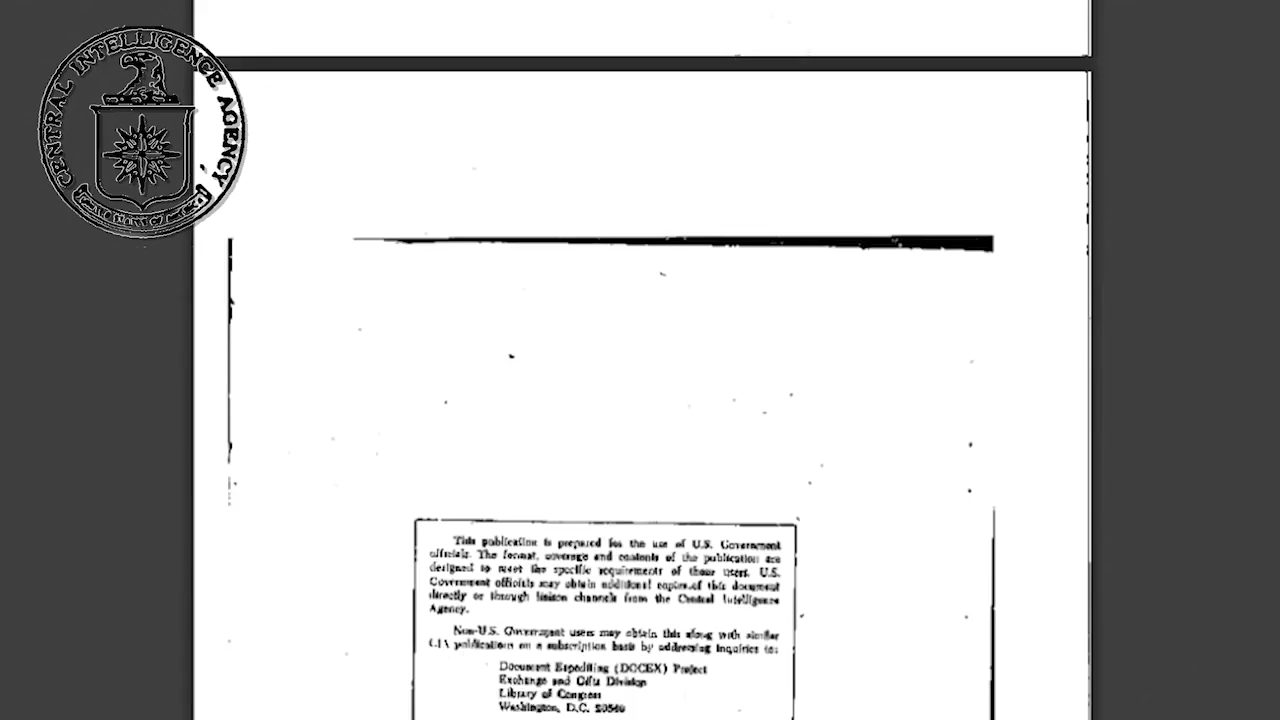 CENTRAL INTELLIGENCE AGENCY
This publication is prepared for the use of U.S. Government
officials. The format, coverage and contents of the publication are
designed to meet the specific requirements of those users. U.S.
Government officials may obtain additional copies of this document
directly or through liaison channels from the Central Intelligence
Agency.
Non-U.S. Government users may obtain this along with similar
CIA publications on a subscription basis by addressing inquiries to:
Document Expediting (DOCEX) Project
Exchange and Gifts Division
Library of Congress
Washington, D.C. 20540